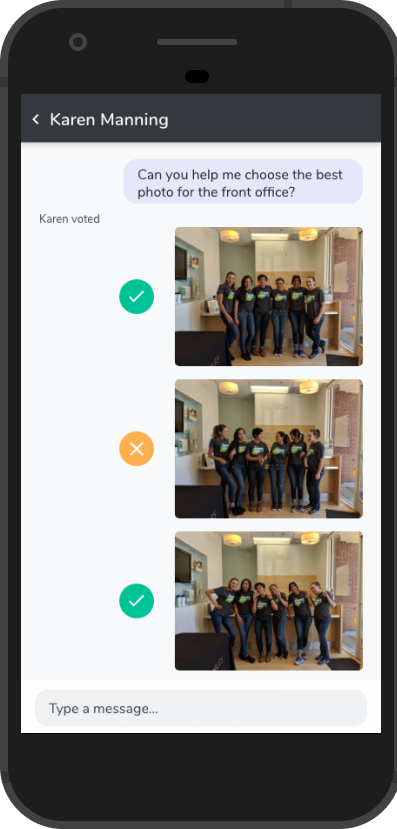 Karen Manning
Can you help me choose the best
photo for the front office?
Karen voted
Type a message...